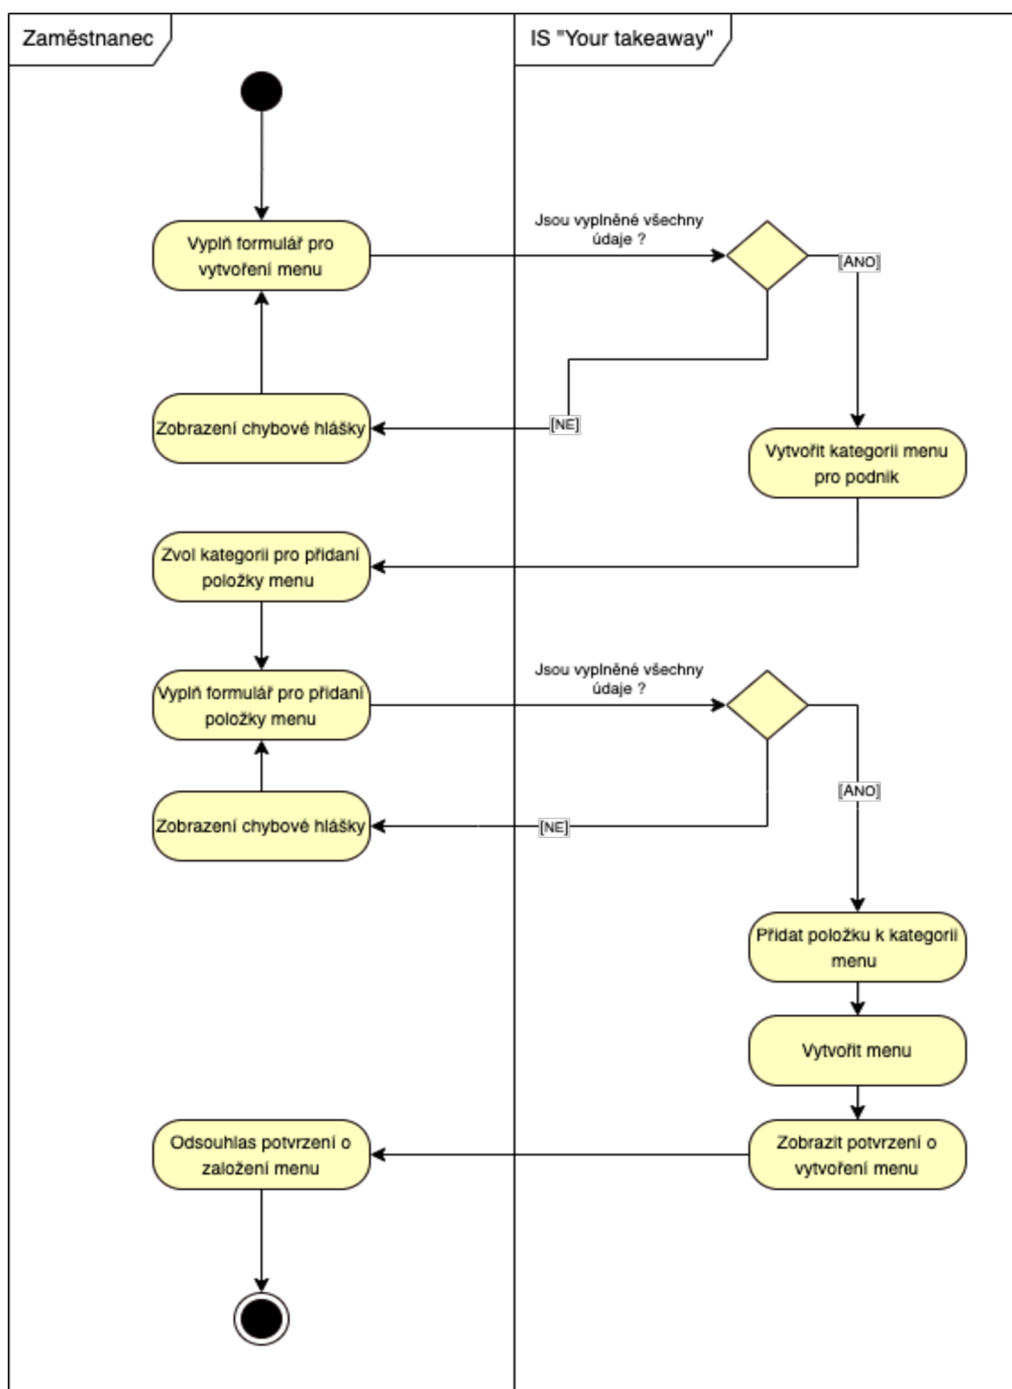 Zaměstnanec
IS "Your takeaway"
Vyplň formulář pro
vytvoření menu
Jsou vyplněné všechny
údaje ?
[ANO]
[NE]
Zobrazení chybové hlášky
Vytvořit kategorii menu
pro podnik
Zvol kategorii pro přidaní
položky menu
Vyplň formulář pro přidaní
položky menu
Jsou vyplněné všechny
údaje ?
[ANO]
[NE]
Zobrazení chybové hlášky
Přidat položku k kategorii
menu
Vytvořit menu
Zobrazit potvrzení o
vytvoření menu
Odsouhlas potvrzení o
založení menu